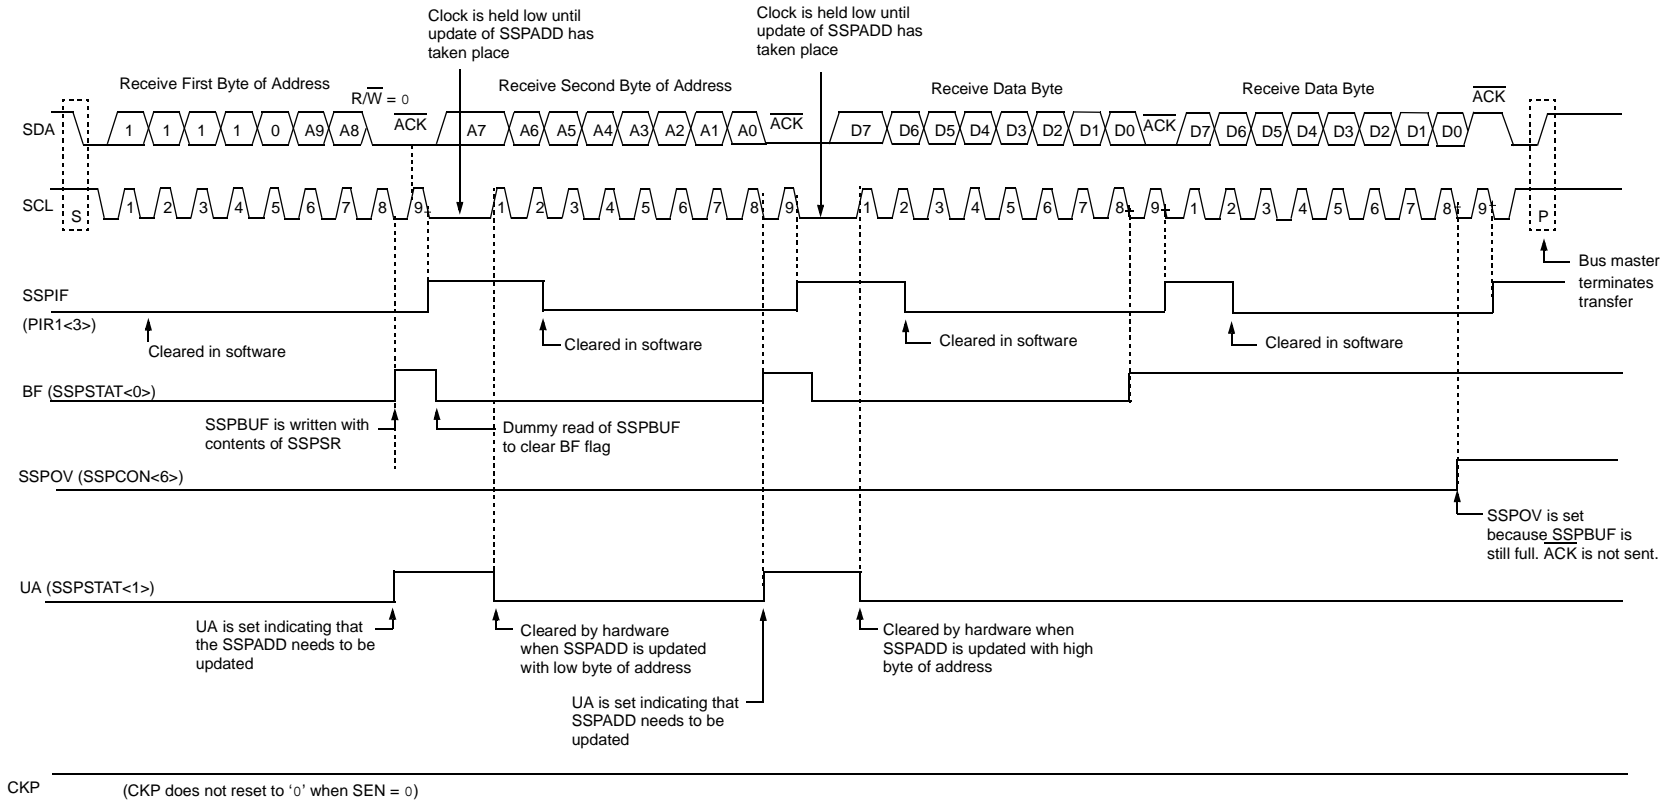 Clock is held low until
update of SSPADD has
taken place
Clock is held low until
update of SSPADD has
taken place
Receive First Byte of Address
Receive Second Byte of Address
Receive Data Byte
Receive Data Byte
R/W = 0
ACK
ACK
ACK
ACK
SDA
1 1 1 1 0 A9 A8
A7 A6 A5 A4 A3 A2 A1 A0
D7 D6 D5 D4 D3 D2 D1 D0
D7 D6 D5 D4 D3 D2 D1 D0
SCL
S
1 2 3 4 5 6 7 8 9
1 2 3 4 5 6 7 8 9
1 2 3 4 5 6 7 8 9
1 2 3 4 5 6 7 8 9
P
Bus master
terminates
transfer
SSPIF
(PIR1<3>)
Cleared in software
Cleared in software
Cleared in software
Cleared in software
BF (SSPSTAT<0>)
SSPBUF is written with
contents of SSPSR
Dummy read of SSPBUF
to clear BF flag
SSPOV (SSPCON<6>)
SSPOV is set
because SSPBUF is
still full. ACK is not sent.
UA (SSPSTAT<1>)
UA is set indicating that
the SSPADD needs to be
updated
Cleared by hardware
when SSPADD is updated
with low byte of address
UA is set indicating that
SSPADD needs to be
updated
Cleared by hardware when
SSPADD is updated with high
byte of address
CKP
(CKP does not reset to ‘0’ when SEN = 0)